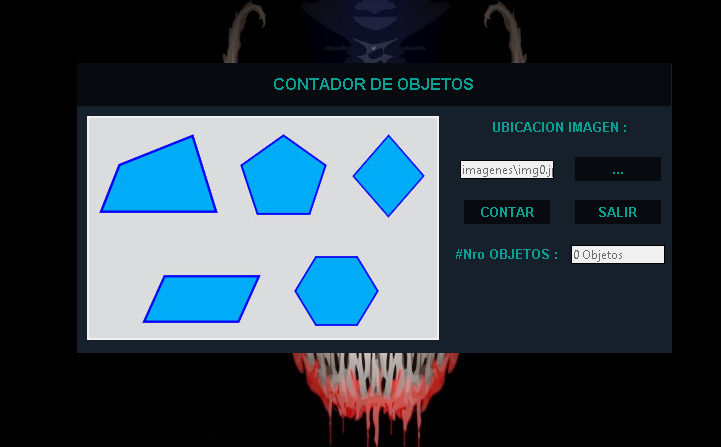 CONTADOR DE OBJETOS
UBICACION IMAGEN :
imagenes\img0.j
...
CONTAR
SALIR
#Nro OBJETOS :
0 Objetos